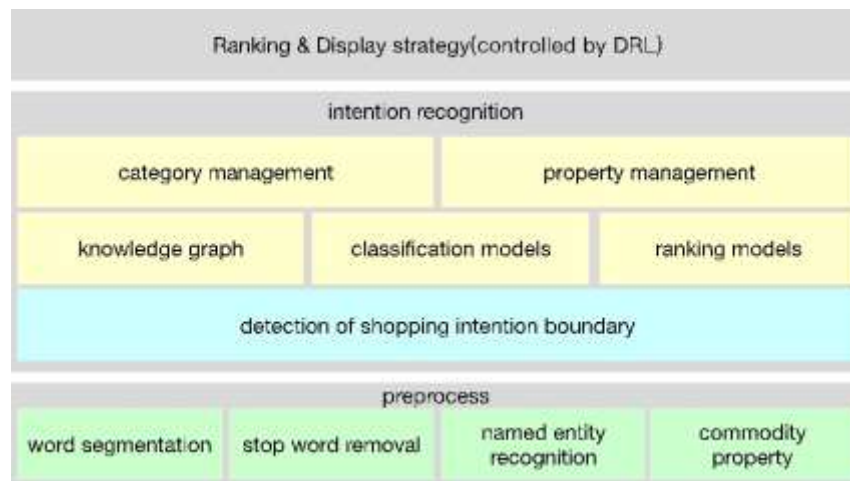 Ranking & Display strategy(controlled by DRL)
intention recognition
category management
property management
knowledge graph
classification models
ranking models
detection of shopping intention boundary
preprocess
word segmentation
stop word removal
named entity
recognition
commodity
property